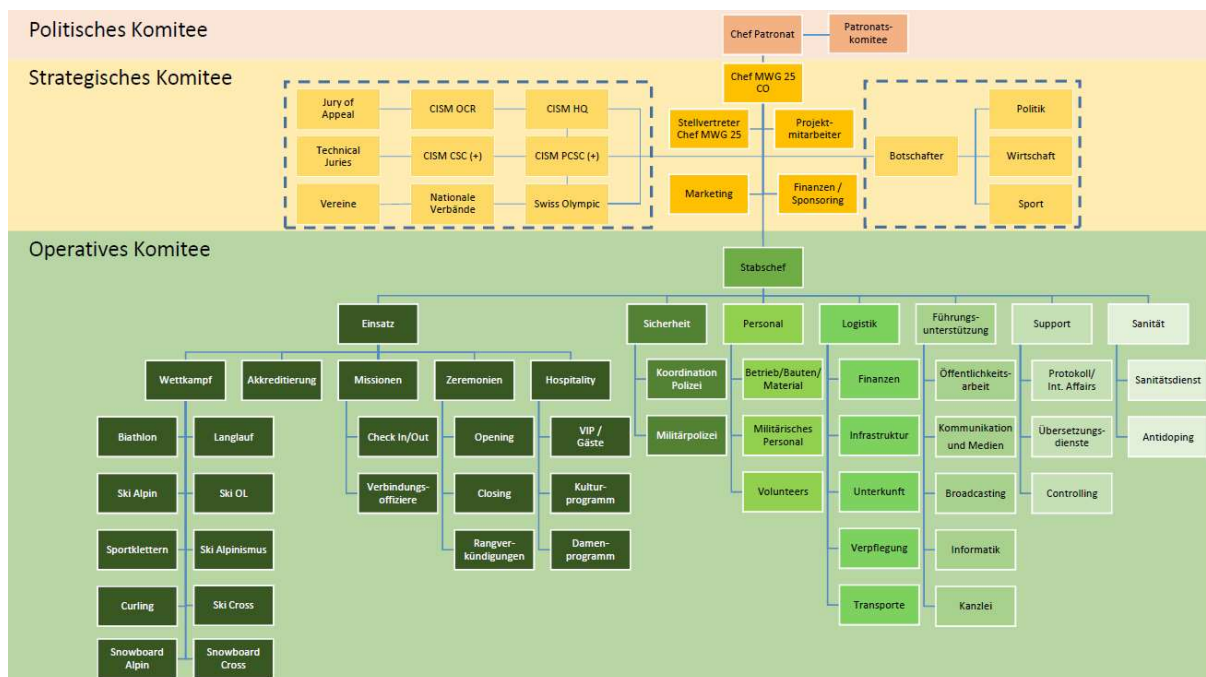 Politisches Komitee
Chef Patronat
Patronats-
komitee
Strategisches Komitee
Chef MWG 25
CO
Jury of
Appeal
CISM OCR
CISM HQ
Stellvertreter
Chef MWG 25
Projekt-
mitarbeiter
Politik
Technical
Juries
CISM CSC (+)
CISM PCSC (+)
Botschafter
Wirtschaft
Vereine
Nationale
Verbände
Swiss Olympic
Marketing
Finanzen /
Sponsoring
Sport
Operatives Komitee
Stabschef
Einsatz
Sicherheit
Personal
Logistik
Führungs-
unterstützung
Support
Sanität
Wettkampf
Akkreditierung
Missionen
Zeremonien
Hospitality
Koordination
Polizei
Betrieb/Bauten/
Material
Finanzen
Öffentlichkeits-
arbeit
Protokoll/
Int. Affairs
Sanitätsdienst
Biathlon
Langlauf
Check In/Out
Opening
VIP /
Gäste
Militärpolizei
Militärisches
Personal
Infrastruktur
Kommunikation
und Medien
Übersetzungs-
dienste
Antidoping
Ski Alpin
Ski OL
Verbindungs-
offiziere
Closing
Kultur-
programm
Volunteers
Unterkunft
Broadcasting
Controlling
Sportklettern
Ski Alpinismus
Rangver-
kündigungen
Damen-
programm
Verpflegung
Informatik
Curling
Ski Cross
Transporte
Kanzlei
Snowboard
Alpin
Snowboard
Cross